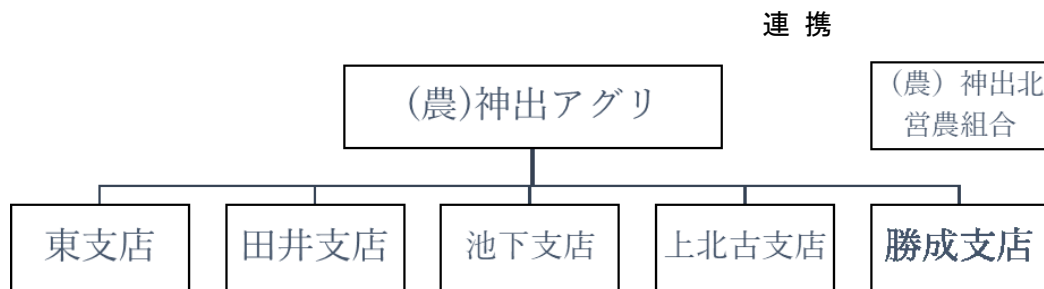 連 携
(農)神出アグリ
(農) 神出北
営農組合
東支店
田井支店
池下支店
上北古支店
勝成支店